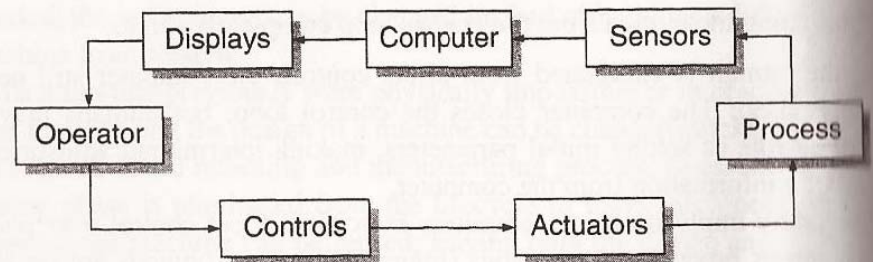 Displays
Computer
Sensors
Operator
Process
Controls
Actuators